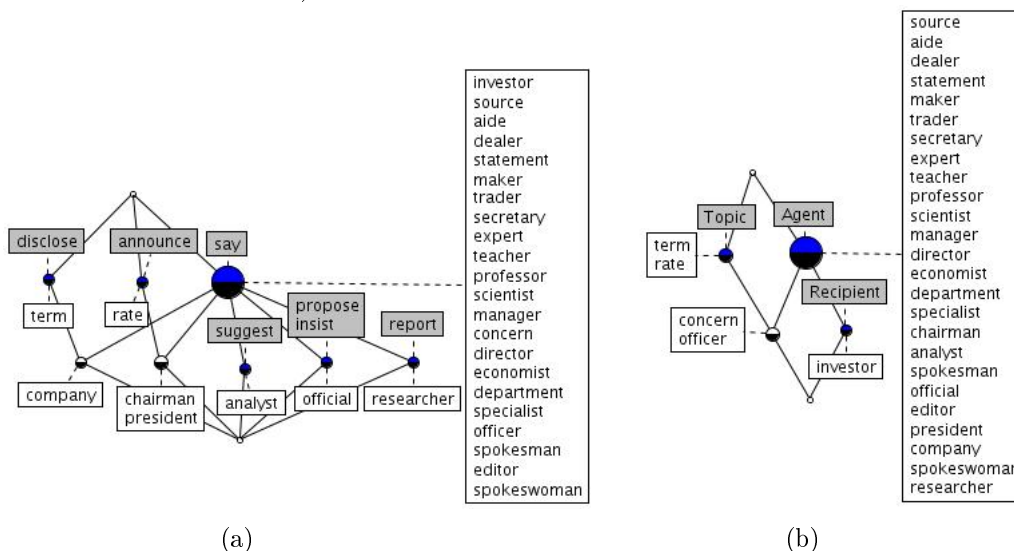 disclose
announce
say
term
rate
propose
insist
suggest
report
company
chairman
president
analyst
official
researcher
investor
source
aide
dealer
statement
maker
trader
secretary
expert
teacher
professor
scientist
manager
concern
director
economist
department
specialist
officer
spokesman
editor
spokeswoman
(a)
Topic
Agent
term
rate
Recipient
concern
officer
investor
source
aide
dealer
statement
maker
trader
secretary
expert
teacher
professor
scientist
manager
director
economist
department
specialist
chairman
analyst
spokesman
official
editor
president
company
spokeswoman
researcher
(b)